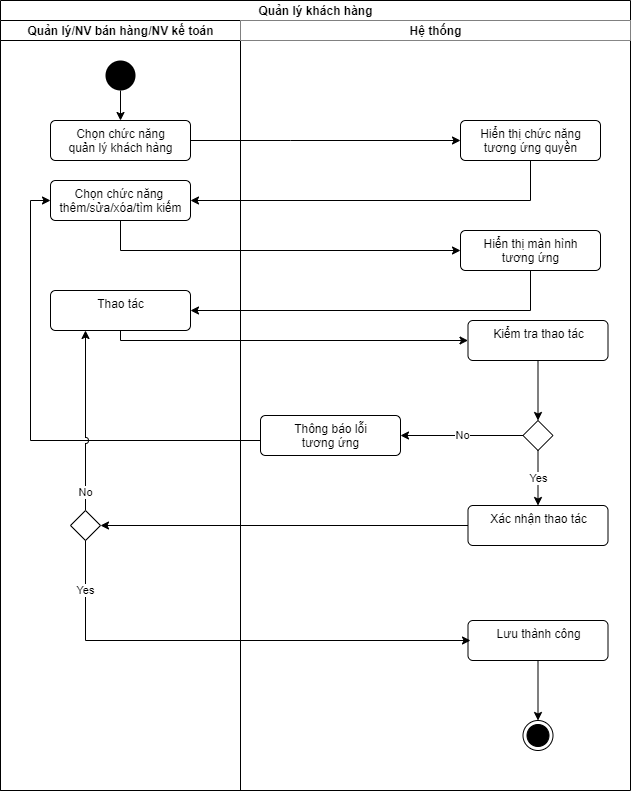 Quản lý khách hàng
Quản lý/NV bán hàng/NV kế toán
Hệ thống
Chọn chức năng
quản lý khách hàng
Hiển thị chức năng
tương ứng quyền
Chọn chức năng
thêm/sửa/xóa/tìm kiếm
Hiển thị màn hình
tương ứng
Thao tác
Kiểm tra thao tác
Thông báo lỗi
tương ứng
No
Yes
No
Xác nhận thao tác
Yes
Lưu thành công